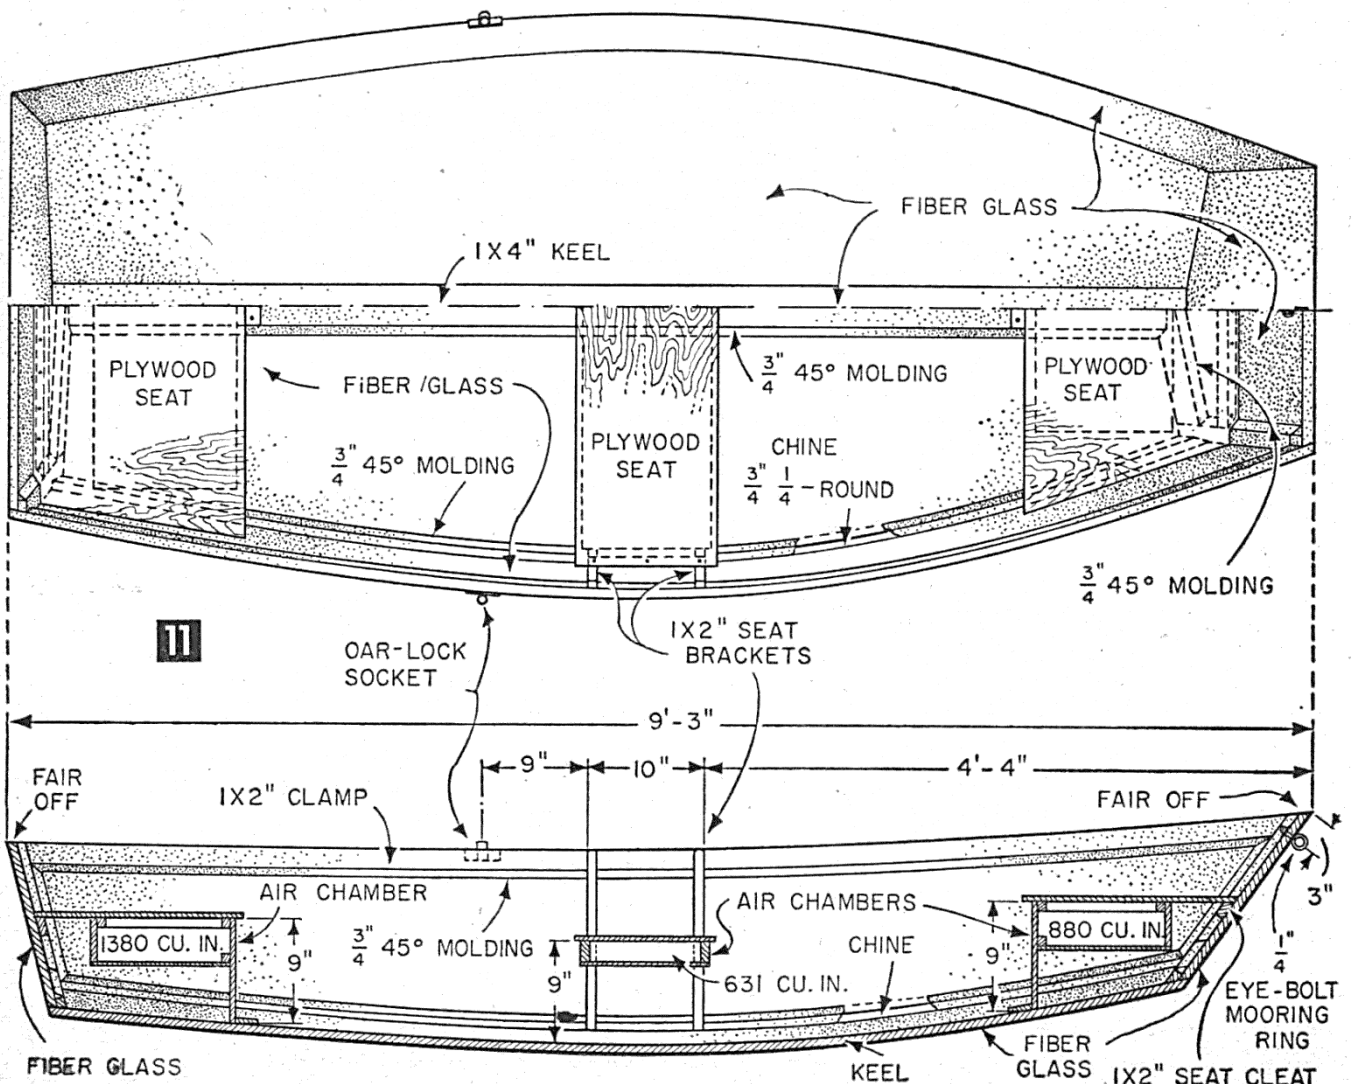 FIBER GLASS
1X4" KEEL
PLYWOOD
SEAT
FIBER/GLASS
3/4" 45° MOLDING
PLYWOOD
SEAT
3/4" 45° MOLDING
PLYWOOD
SEAT
CHINE
3/4" 1/4-ROUND
3/4" 45° MOLDING
11
OAR-LOCK
SOCKET
1X2" SEAT
BRACKETS
9'-3"
9"
10"
4'-4"
FAIR
OFF
1X2" CLAMP
FAIR OFF
AIR CHAMBER
AIR CHAMBERS
3"
1380 CU. IN.
9"
3/4" 45° MOLDING
9"
631 CU. IN.
CHINE
9"
880 CU. IN.
1/4"
EYE-BOLT
MOORING
RING
FIBER GLASS
KEEL
FIBER
GLASS
1X2" SEAT CLEAT